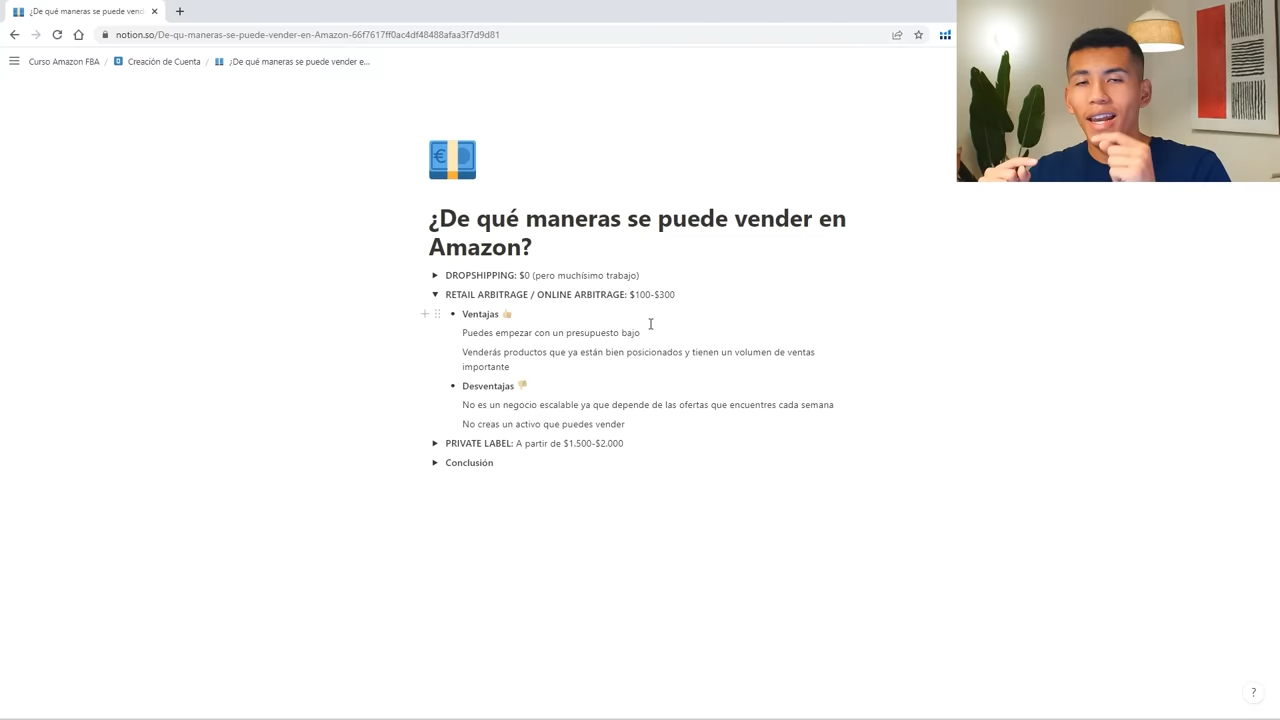 ¿De qué maneras se puede vend
notion.so/De-qu-maneras-se-puede-vender-en-Amazon-66f7617ff0ac4df48488afaa3f7d9d81
Curso Amazon FBA / Creación de Cuenta / ¿De qué maneras se puede vender e...
¿De qué maneras se puede vender en
Amazon?
DROPSHIPPING: $0 (pero muchísimo trabajo)
RETAIL ARBITRAGE / ONLINE ARBITRAGE: $100-$300
Ventajas
Puedes empezar con un presupuesto bajo
Venderás productos que ya están bien posicionados y tienen un volumen de ventas
importante
Desventajas
No es un negocio escalable ya que depende de las ofertas que encuentres cada semana
No creas un activo que puedes vender
PRIVATE LABEL: A partir de $1.500-$2.000
Conclusión
?